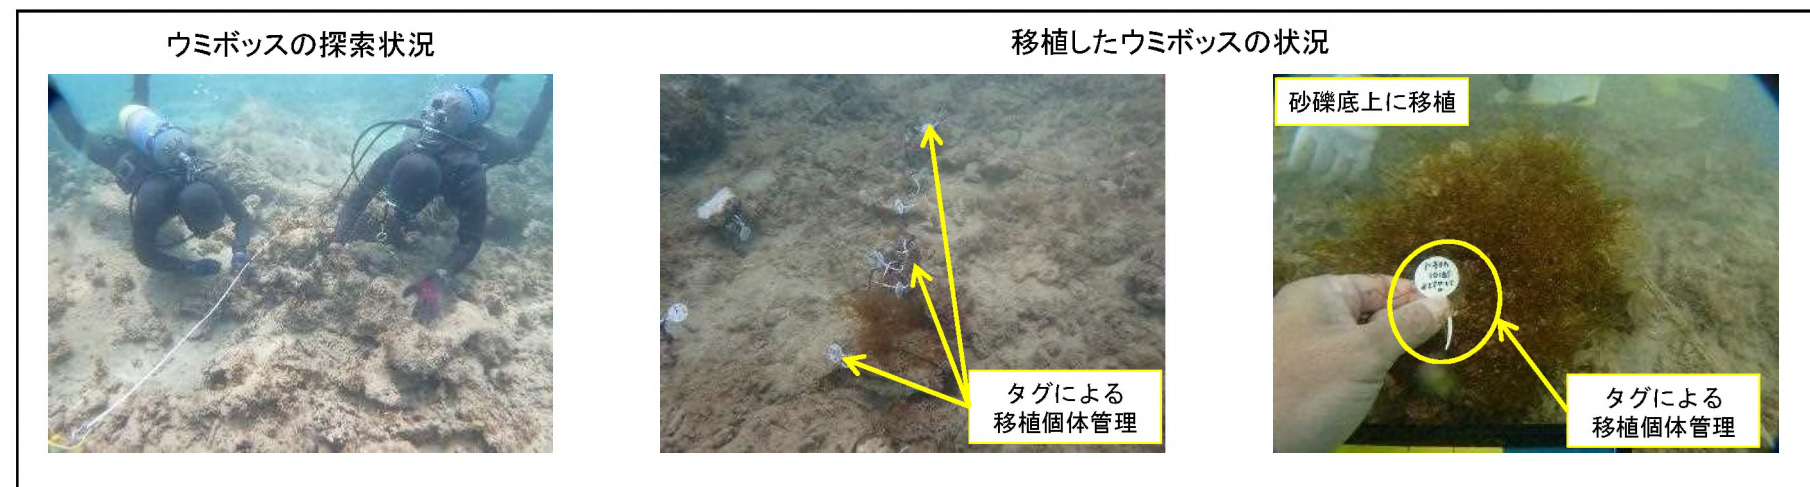 ウミボッスの探索状況
移植したウミボッスの状況
砂礫底上に移植
タグによる
移植個体管理
タグによる
移植個体管理